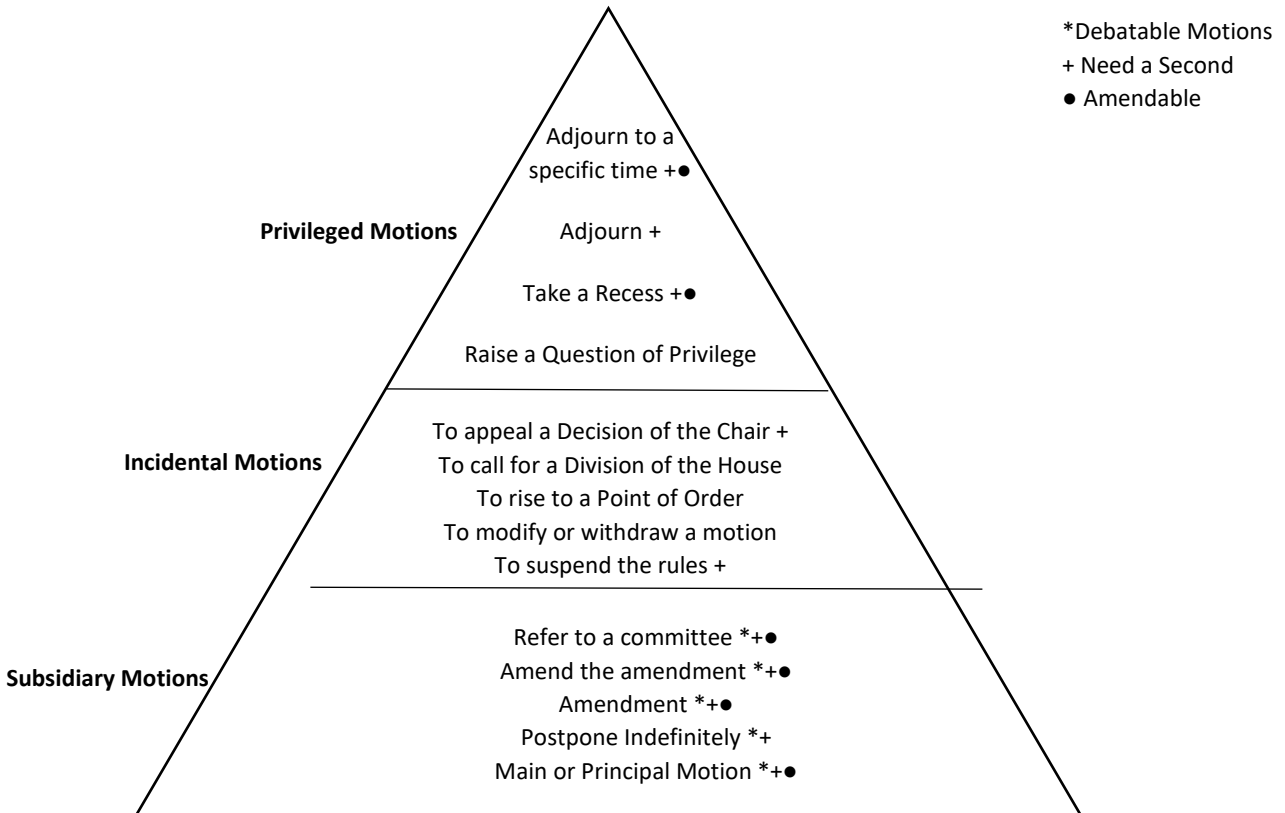 *Debatable Motions
+ Need a Second
● Amendable
Adjourn to a
specific time +●
Privileged Motions
Adjourn +
Take a Recess +●
Raise a Question of Privilege
To appeal a Decision of the Chair +
Incidental Motions
To call for a Division of the House
To rise to a Point of Order
To modify or withdraw a motion
To suspend the rules +
Refer to a committee *+●
Subsidiary Motions
Amend the amendment *+●
Amendment *+●
Postpone Indefinitely *+
Main or Principal Motion *+●